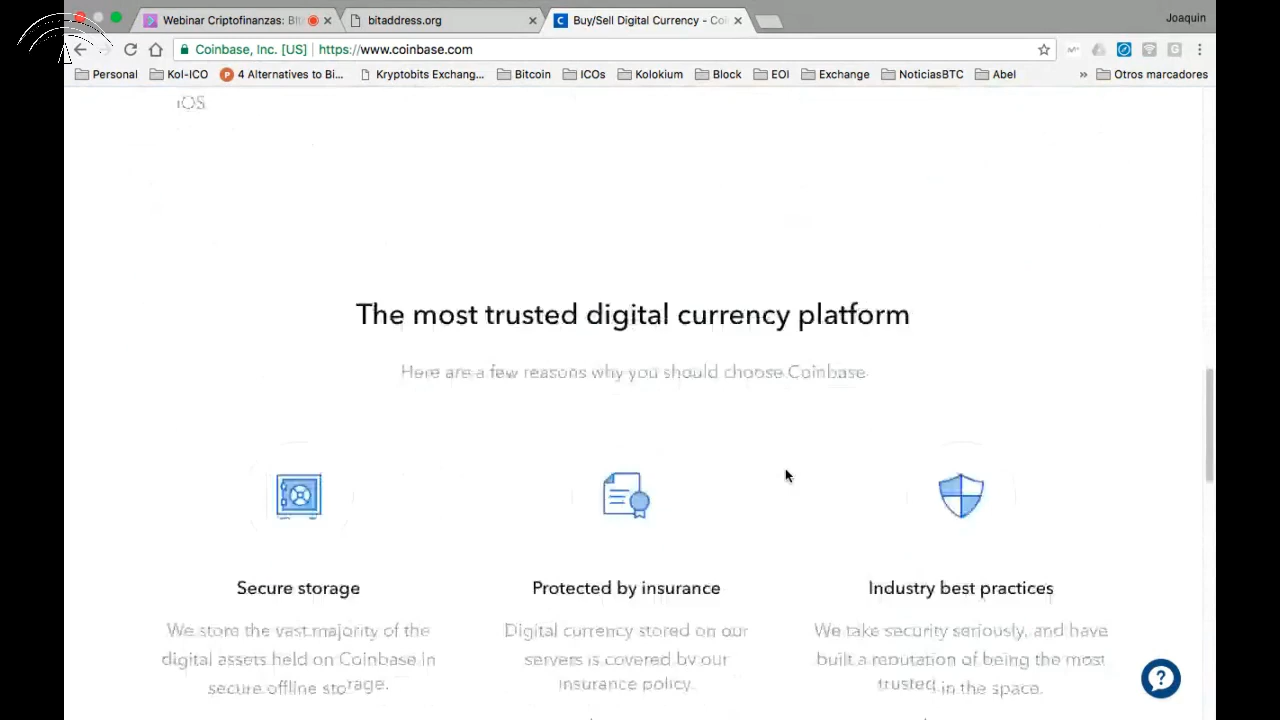 Webinar Criptofinanzas: Bit
bitaddress.org
Buy/Sell Digital Currency - Coi
Joaquin
Coinbase, Inc. [US] | https://www.coinbase.com
Personal Kol-ICO 4 Alternatives to Bi... Kryptobits Exchang... Bitcoin ICOs Kolokium Block EOI Exchange NoticiasBTC Abel » Otros marcadores
iOS
The most trusted digital currency platform
Here are a few reasons why you should choose Coinbase
Secure storage
We store the vast majority of the
digital assets held on Coinbase in
secure offline storage.
Protected by insurance
Digital currency stored on our
servers is covered by our
insurance policy.
Industry best practices
We take security seriously, and have
built a reputation of being the most
trusted in the space.